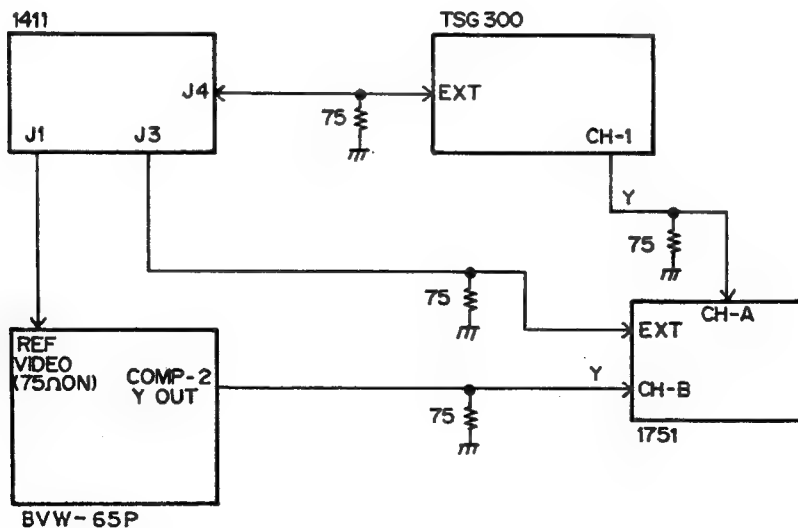 1411
TSG 300
J4
EXT
75
J1
J3
CH-1
Y
75
75
CH-A
EXT
REF
VIDEO
(75ΩON)
COMP-2
Y OUT
Y
CH-B
75
1751
BVW-65P